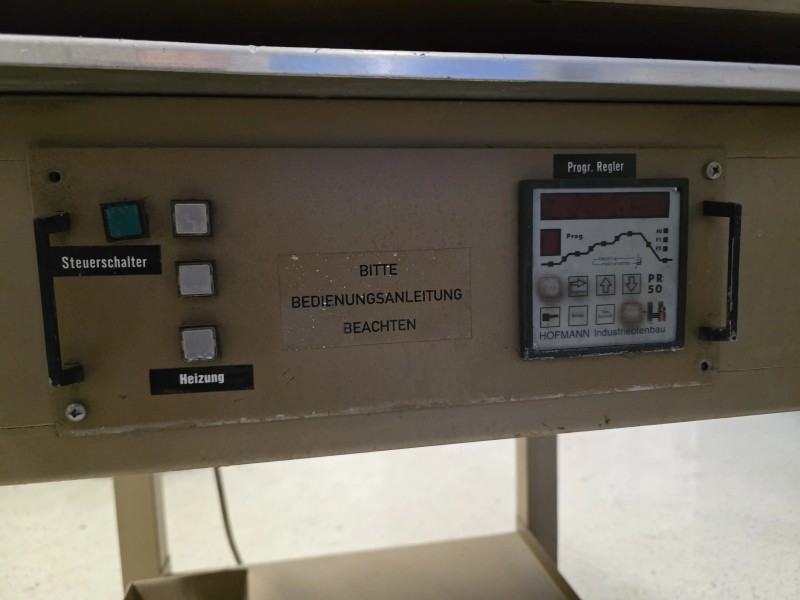 Progr. Regler
Steuerschalter
BITTE
BEDIENUNGSANLEITUNG
BEACHTEN
Heizung
Prog.
PR
50
HOFMANN Industrieofenbau